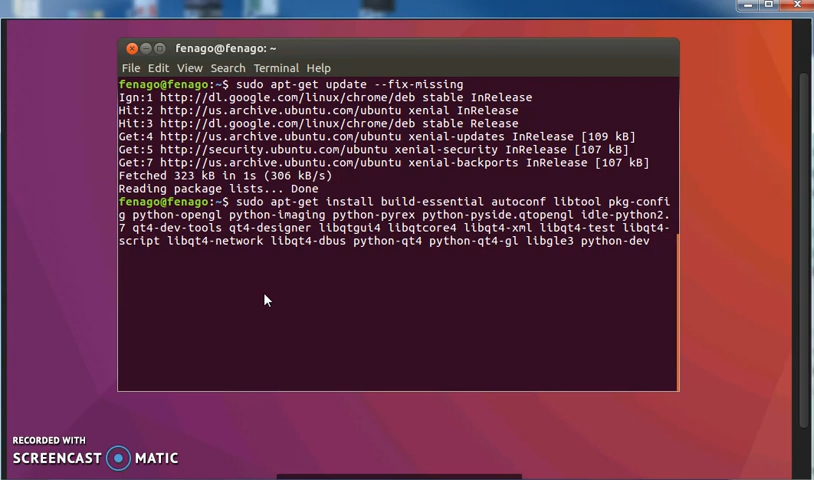 fenago@fenago: ~
File Edit View Search Terminal Help
fenago@fenago:~$ sudo apt-get update --fix-missing
Ign:1 http://dl.google.com/linux/chrome/deb stable InRelease
Hit:2 http://us.archive.ubuntu.com/ubuntu xenial InRelease
Hit:3 http://dl.google.com/linux/chrome/deb stable Release
Get:4 http://us.archive.ubuntu.com/ubuntu xenial-updates InRelease [109 kB]
Get:5 http://security.ubuntu.com/ubuntu xenial-security InRelease [107 kB]
Get:7 http://us.archive.ubuntu.com/ubuntu xenial-backports InRelease [107 kB]
Fetched 323 kB in 1s (306 kB/s)
Reading package lists... Done
fenago@fenago:~$ sudo apt-get install build-essential autoconf libtool pkg-confi
g python-opengl python-imaging python-pyrex python-pyside.qtopengl idle-python2.
7 qt4-dev-tools qt4-designer libqtgui4 libqtcore4 libqt4-xml libqt4-test libqt4-
script libqt4-network libqt4-dbus python-qt4 python-qt4-gl libgle3 python-dev
RECORDED WITH
SCREENCAST MATIC